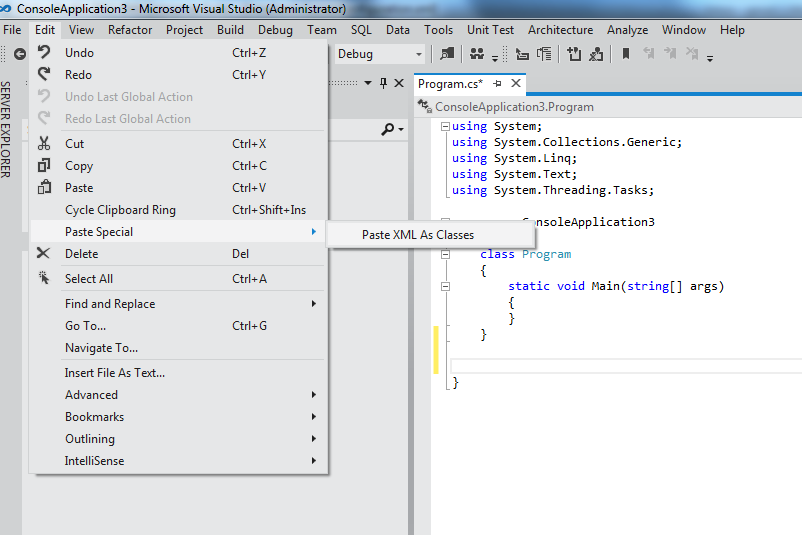 ConsoleApplication3 - Microsoft Visual Studio (Administrator)
File Edit View Refactor Project Build Debug Team SQL Data Tools Unit Test Architecture Analyze Window Help
Debug
SERVER EXPLORER
Undo Ctrl+Z
Redo Ctrl+Y
Undo Last Global Action
Redo Last Global Action
Cut Ctrl+X
Copy Ctrl+C
Paste Ctrl+V
Cycle Clipboard Ring Ctrl+Shift+Ins
Paste Special
Paste XML As Classes
Delete Del
Select All Ctrl+A
Find and Replace
Go To... Ctrl+G
Navigate To...
Insert File As Text...
Advanced
Bookmarks
Outlining
IntelliSense
Program.cs*
ConsoleApplication3.Program
using System;
using System.Collections.Generic;
using System.Linq;
using System.Text;
using System.Threading.Tasks;
ConsoleApplication3
class Program
{
static void Main(string[] args)
{
}
}
}